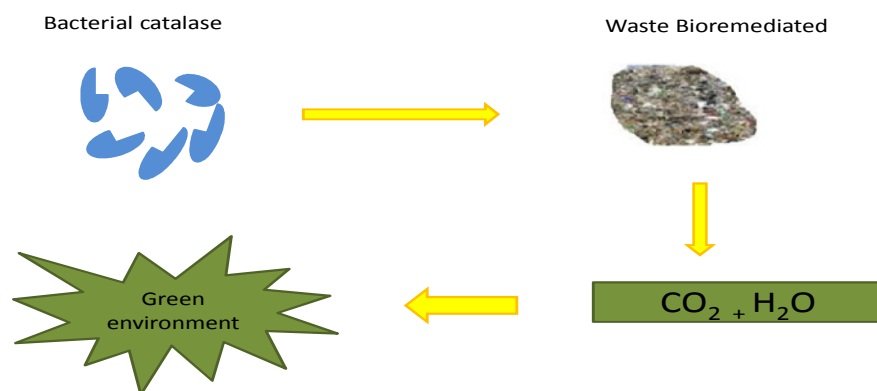 Bacterial catalase
Waste Bioremediated
CO₂ + H₂O
Green
environment